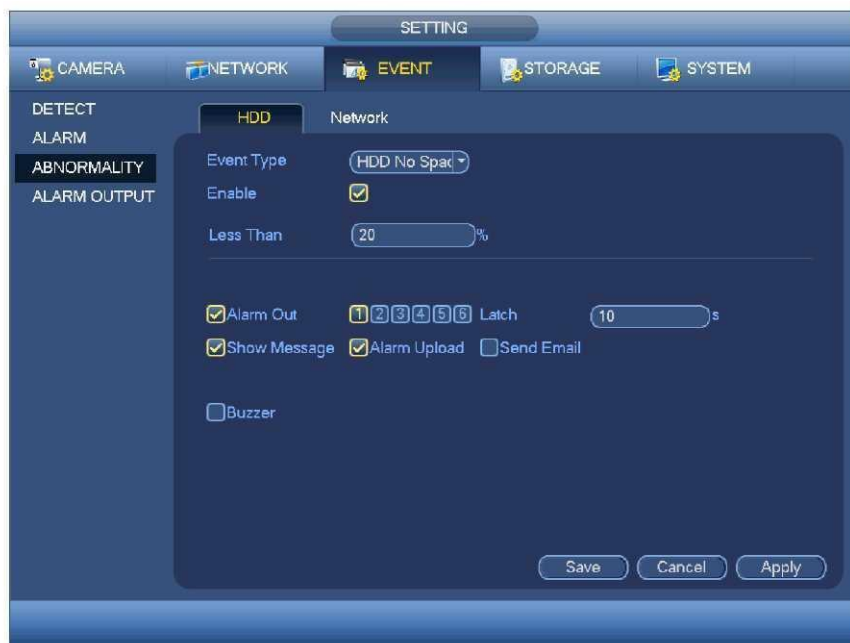 SETTING
CAMERA NETWORK EVENT STORAGE SYSTEM
DETECT
ALARM
ABNORMALITY
ALARM OUTPUT
HDD Network
Event Type HDD No Spac
Enable
Less Than 20 %
Alarm Out 1 2 3 4 5 6 Latch 10 s
Show Message Alarm Upload Send Email
Buzzer
Save Cancel Apply